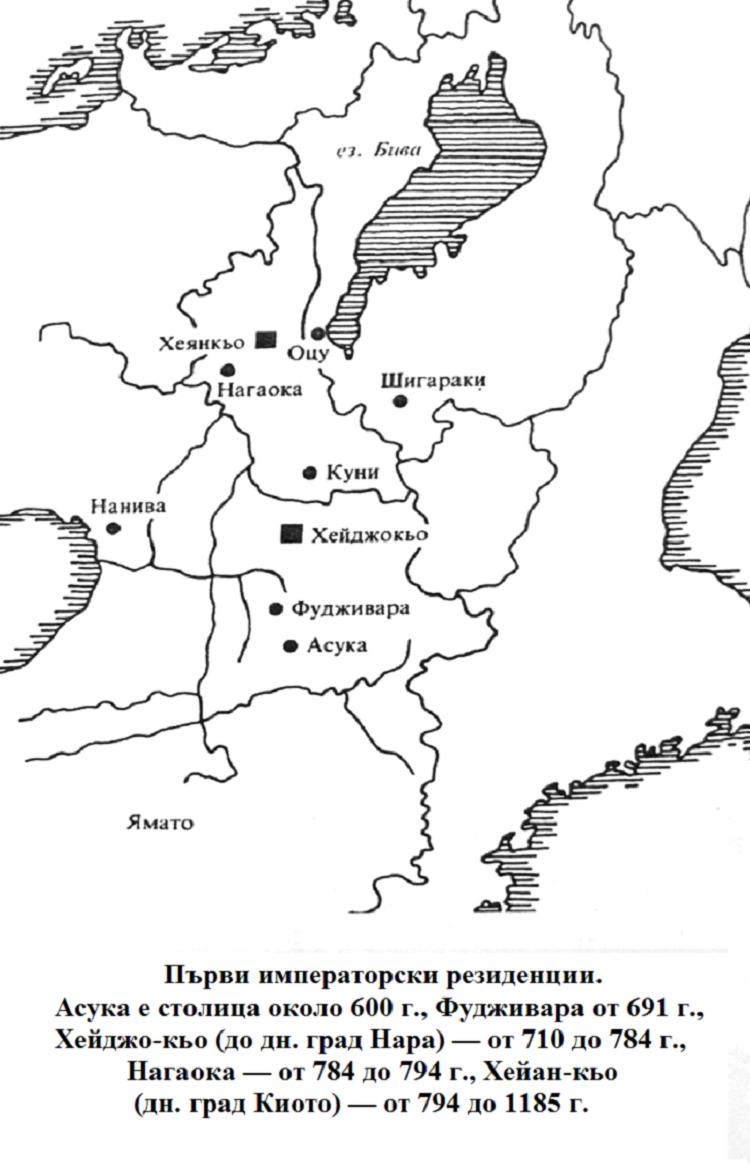 ез. Бива
Хеянкьо
Оцу
Нагаока
Шигараки
Куни
Нанива
Хейджокьо
Фудживара
Асука
Ямато
Първи императорски резиденции.
Асука е столица около 600 г., Фудживара от 691 г.,
Хейджо-кьо (до дн. град Нара) — от 710 до 784 г.,
Нагаока — от 784 до 794 г., Хейан-кьо
(дн. град Киото) — от 794 до 1185 г.